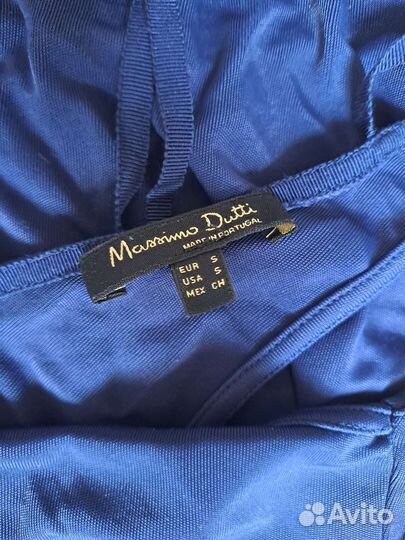 Massimo Dutti
MADE IN PORTUGAL
EUR S
USA S
MEX CH
Avito